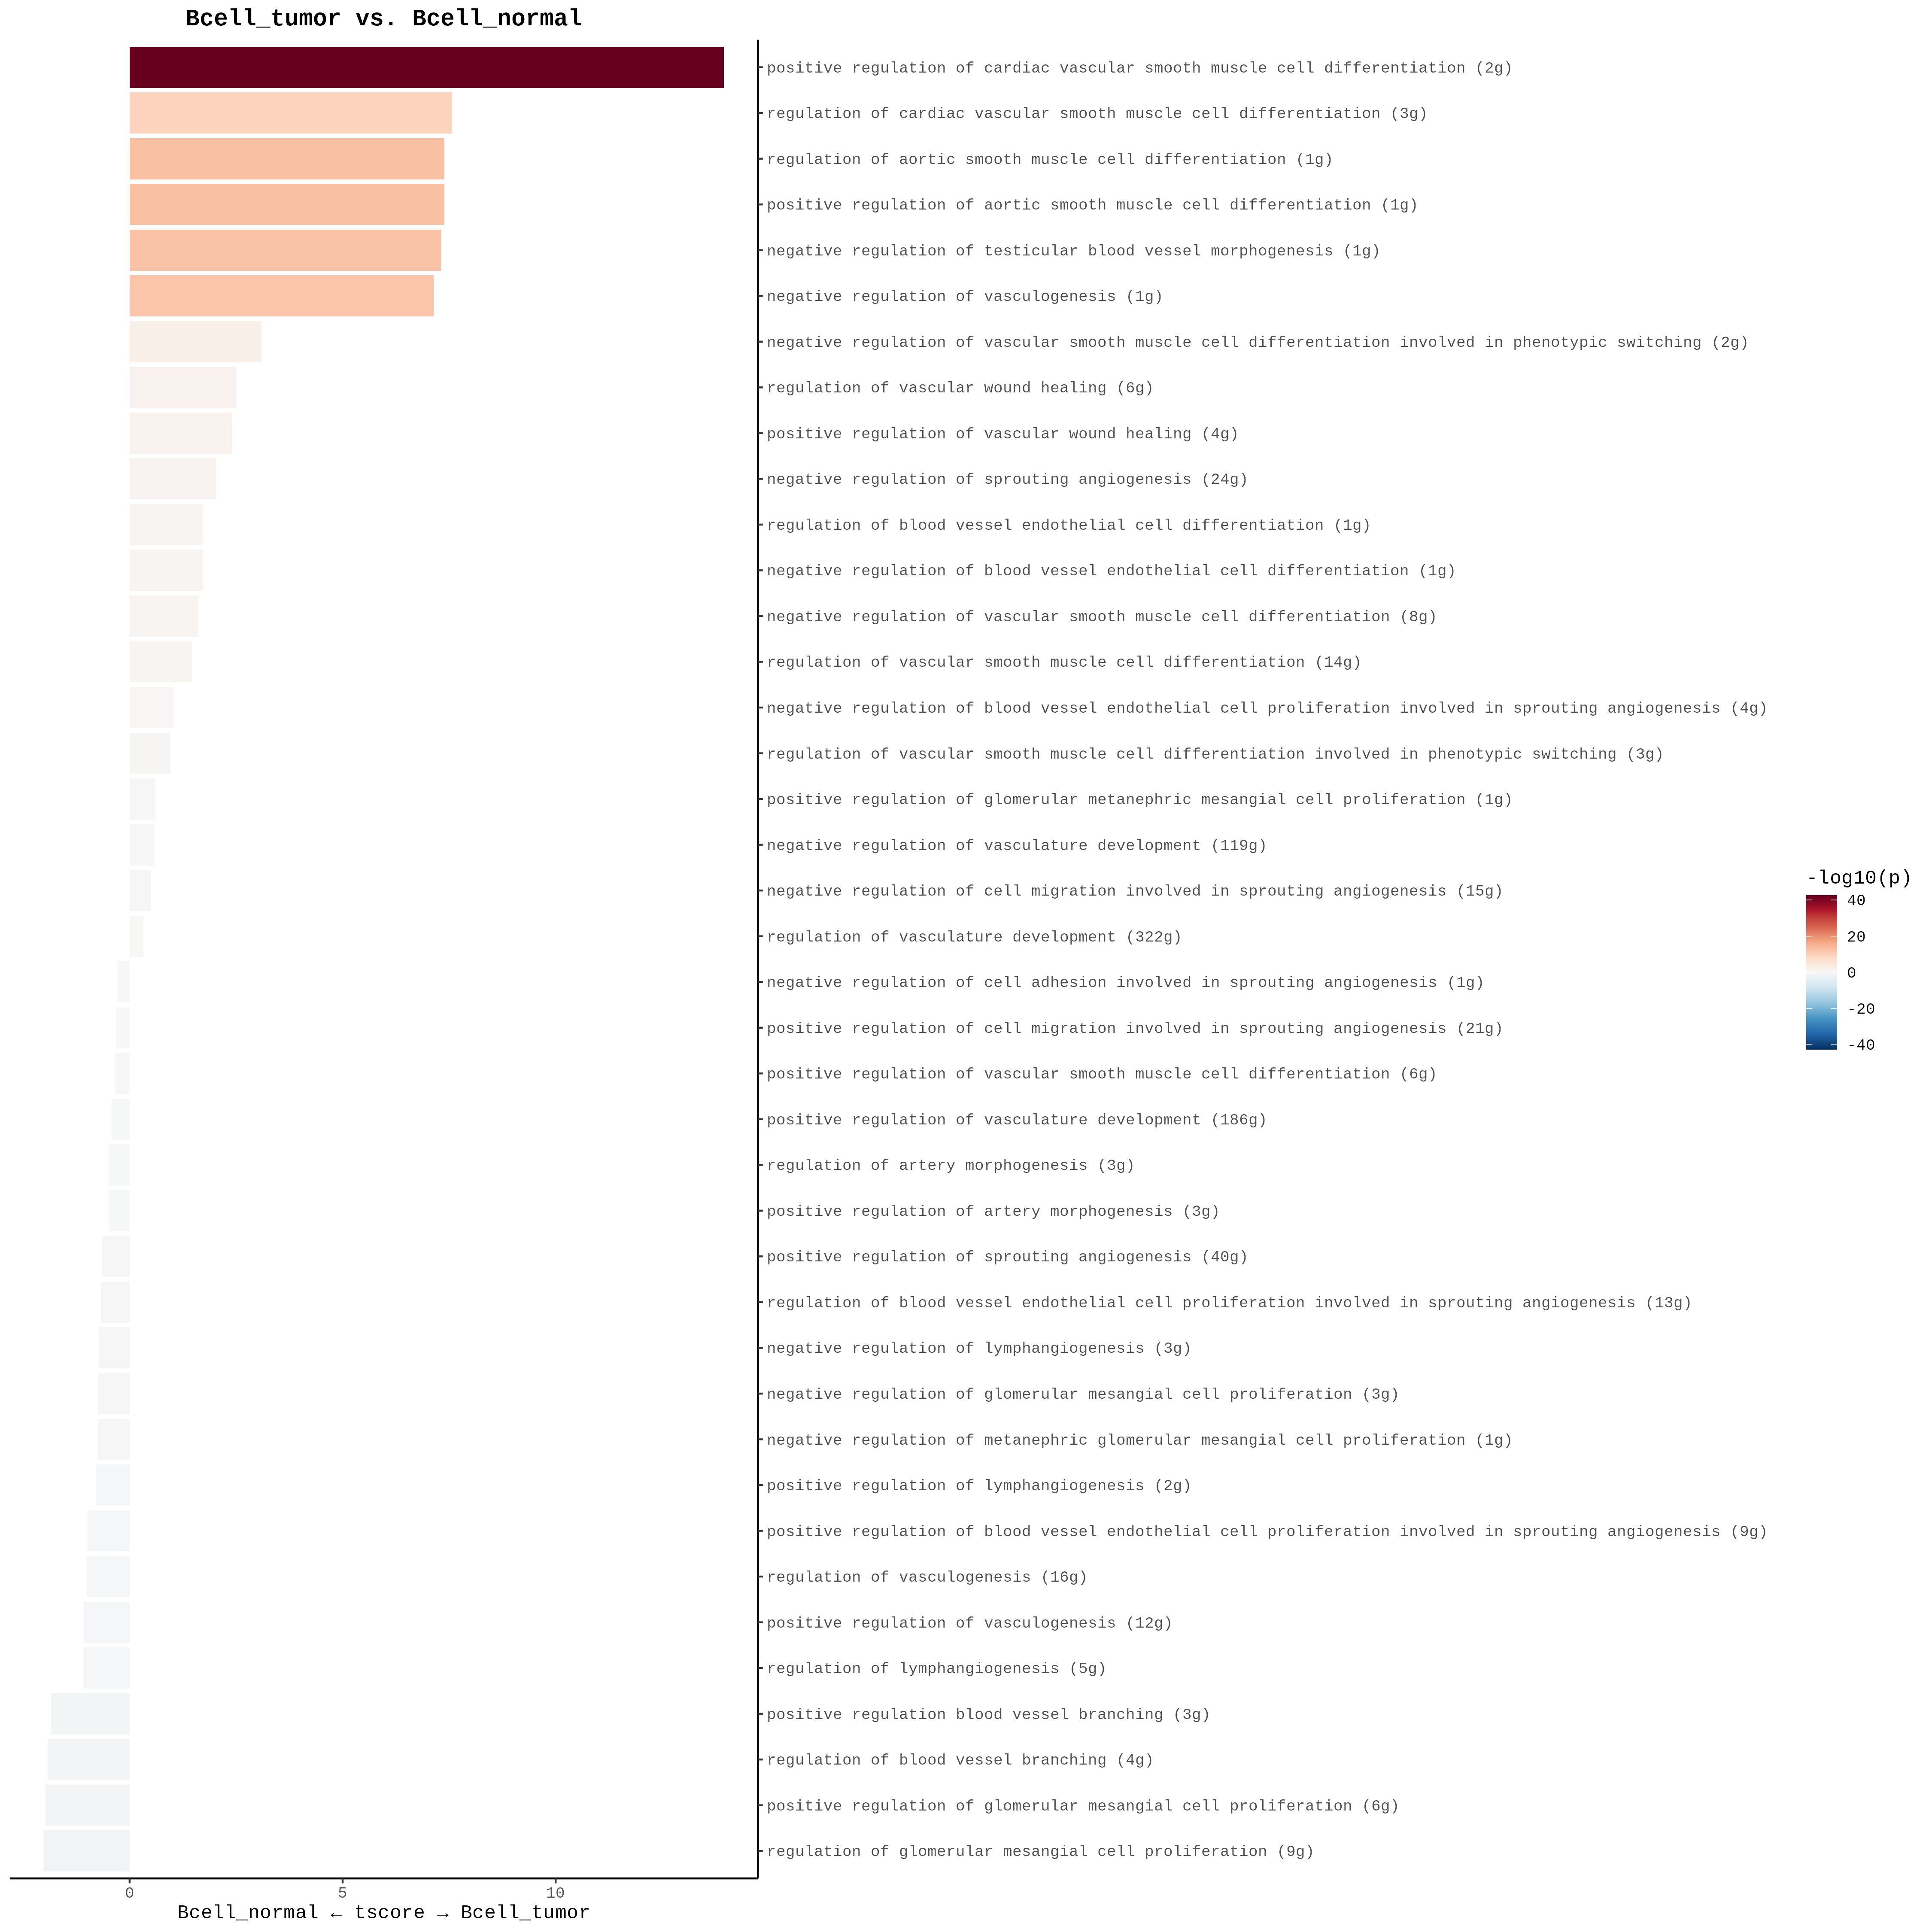 Bcell_tumor vs. Bcell_normal
positive regulation of cardiac vascular smooth muscle cell differentiation (2g)
regulation of cardiac vascular smooth muscle cell differentiation (3g)
regulation of aortic smooth muscle cell differentiation (1g)
positive regulation of aortic smooth muscle cell differentiation (1g)
negative regulation of testicular blood vessel morphogenesis (1g)
negative regulation of vasculogenesis (1g)
negative regulation of vascular smooth muscle cell differentiation involved in phenotypic switching (2g)
regulation of vascular wound healing (6g)
positive regulation of vascular wound healing (4g)
negative regulation of sprouting angiogenesis (24g)
regulation of blood vessel endothelial cell differentiation (1g)
negative regulation of blood vessel endothelial cell differentiation (1g)
negative regulation of vascular smooth muscle cell differentiation (8g)
regulation of vascular smooth muscle cell differentiation (14g)
negative regulation of blood vessel endothelial cell proliferation involved in sprouting angiogenesis (4g)
regulation of vascular smooth muscle cell differentiation involved in phenotypic switching (3g)
positive regulation of glomerular metanephric mesangial cell proliferation (1g)
negative regulation of vasculature development (119g)
negative regulation of cell migration involved in sprouting angiogenesis (15g)
regulation of vasculature development (322g)
negative regulation of cell adhesion involved in sprouting angiogenesis (1g)
positive regulation of cell migration involved in sprouting angiogenesis (21g)
positive regulation of vascular smooth muscle cell differentiation (6g)
positive regulation of vasculature development (186g)
regulation of artery morphogenesis (3g)
positive regulation of artery morphogenesis (3g)
positive regulation of sprouting angiogenesis (40g)
regulation of blood vessel endothelial cell proliferation involved in sprouting angiogenesis (13g)
negative regulation of lymphangiogenesis (3g)
negative regulation of glomerular mesangial cell proliferation (3g)
negative regulation of metanephric glomerular mesangial cell proliferation (1g)
positive regulation of lymphangiogenesis (2g)
positive regulation of blood vessel endothelial cell proliferation involved in sprouting angiogenesis (9g)
regulation of vasculogenesis (16g)
positive regulation of vasculogenesis (12g)
regulation of lymphangiogenesis (5g)
positive regulation blood vessel branching (3g)
regulation of blood vessel branching (4g)
positive regulation of glomerular mesangial cell proliferation (6g)
regulation of glomerular mesangial cell proliferation (9g)
0 5 10
Bcell_normal ← tscore → Bcell_tumor
-log10(p)
40
20
0
-20
-40